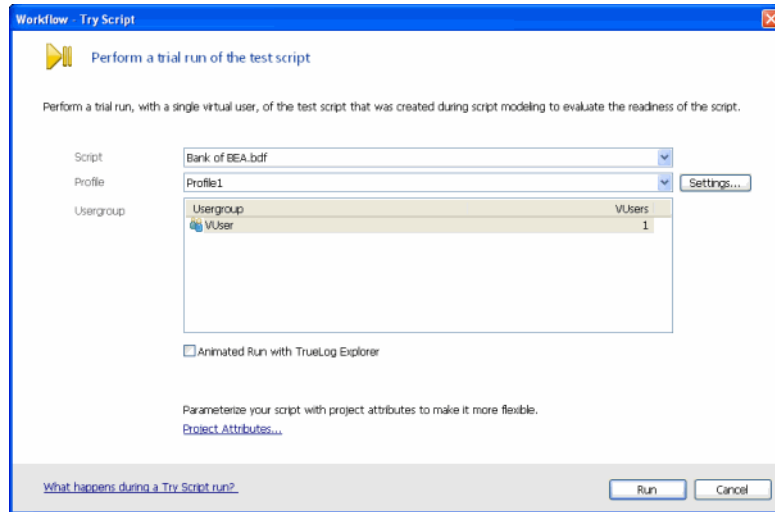 Workflow - Try Script
Perform a trial run of the test script
Perform a trial run, with a single virtual user, of the test script that was created during script modeling to evaluate the readiness of the script.
Script Bank of BEA.bdf
Profile Profile1 Settings...
Usergroup Usergroup VUsers
VUser 1
Animated Run with TrueLog Explorer
Parameterize your script with project attributes to make it more flexible.
Project Attributes...
What happens during a Try Script run? Run Cancel